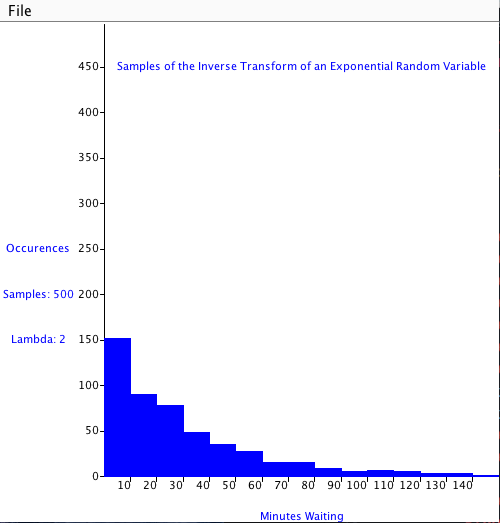 File
Samples of the Inverse Transform of an Exponential Random Variable
450
400
350
300
Occurences 250
Samples: 500 200
Lambda: 2 150
100
50
0
10 20 30 40 50 60 70 80 90 100 110 120 130 140
Minutes Waiting